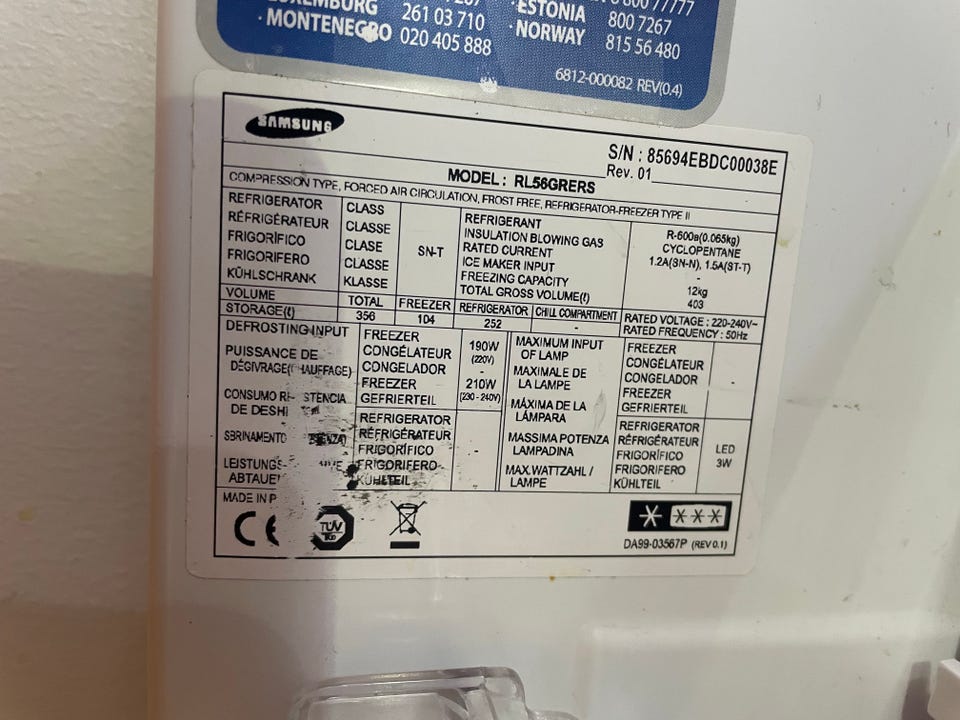 261 03 710
800 7267
· MONTENEGRO 020 405 888
· ESTONIA
· NORWAY 815 56 480
6812-000082 REV(0.4)
SAMSUNG
S/N : 85694EBDC00038E
Rev. 01
MODEL : RL56GRERS
COMPRESSION TYPE, FORCED AIR CIRCULATION, FROST FREE, REFRIGERATOR-FREEZER TYPE II
REFRIGERATOR CLASS
RÉFRIGÉRATEUR CLASSE
FRIGORÍFICO CLASE
FRIGORIFERO CLASSE
KÜHLSCHRANK KLASSE
SN-T
REFRIGERANT R-600a(0.065kg)
INSULATION BLOWING GAS CYCLOPENTANE
RATED CURRENT 1.2A(SN-N), 1.5A(ST-T)
ICE MAKER INPUT -
FREEZING CAPACITY 12kg
TOTAL GROSS VOLUME(ℓ) 403
VOLUME TOTAL FREEZER REFRIGERATOR CHILL COMPARTMENT
STORAGE(ℓ) 356 104 252 -
RATED VOLTAGE : 220-240V~
RATED FREQUENCY : 50Hz
DEFROSTING INPUT
PUISSANCE DE
DÉGIVRAGE
CONSUMO
DE
SBRINAMENTO
LEISTUNGS-
FREEZER
CONGÉLATEUR
CONGELADOR
FREEZER
GEFRIERTEIL
190W
(220V)
-
210W
(230 - 240V)
REFRIGERATOR
RÉFRIGÉRATEUR
FRIGORÍFICO
FRIGORIFERO
KÜHLTEIL
-
MAXIMUM INPUT
OF LAMP
MAXIMALE DE
LA LAMPE
MÁXIMA DE LA
LÁMPARA
MASSIMA POTENZA
LAMPADINA
MAX.WATTZAHL /
LAMPE
FREEZER
CONGÉLATEUR
CONGELADOR
FREEZER
GEFRIERTEIL
-
REFRIGERATOR
RÉFRIGÉRATEUR
FRIGORÍFICO
FRIGORIFERO
KÜHLTEIL
LED
3W
MADE IN
CE
TÜV
DA99-03567P (REV0.1)